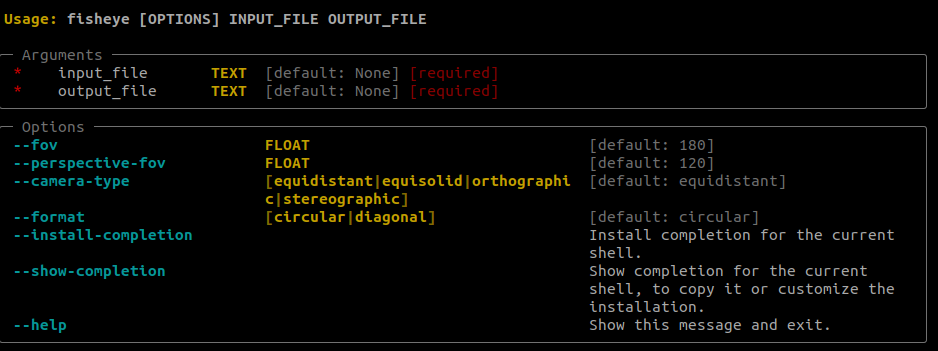 Usage: fisheye [OPTIONS] INPUT_FILE OUTPUT_FILE
Arguments
* input_file TEXT [default: None] [required]
* output_file TEXT [default: None] [required]
Options
--fov FLOAT [default: 180]
--perspective-fov FLOAT [default: 120]
--camera-type [equidistant|equisolid|orthographi [default: equidistant]
c|stereographic]
--format [circular|diagonal] [default: circular]
--install-completion Install completion for the current
shell.
--show-completion Show completion for the current
shell, to copy it or customize the
installation.
--help Show this message and exit.